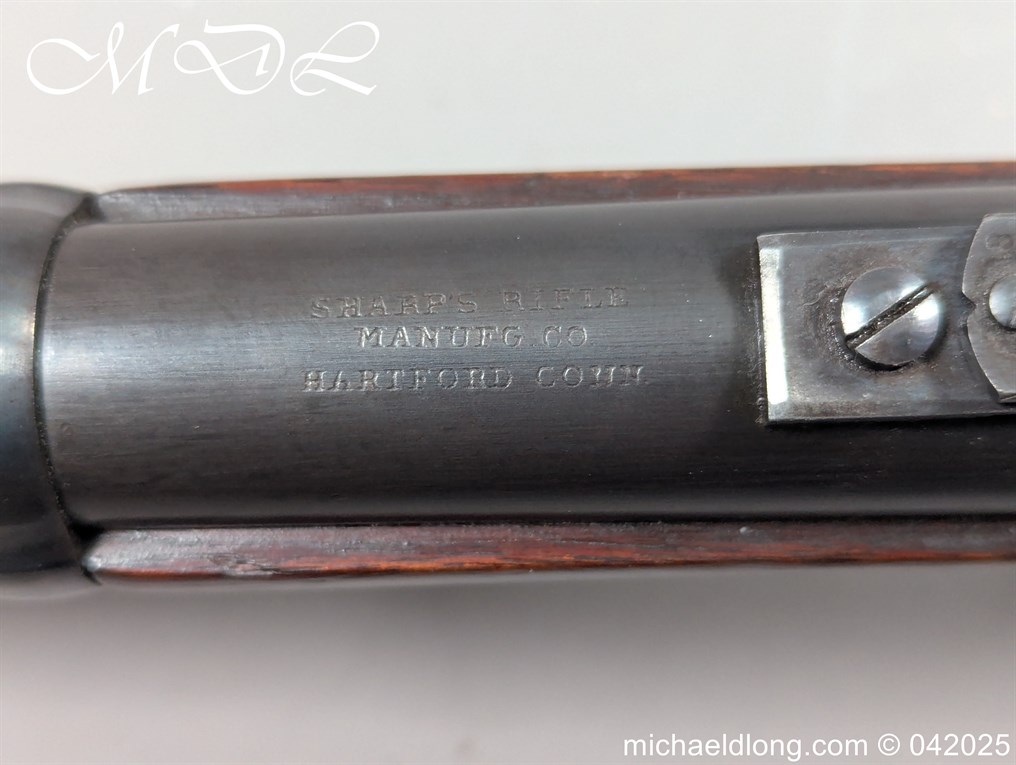 MDL
SHARP'S RIFLE
MANUFG CO
HARTFORD CONN.
michaeldlong.com © 042025